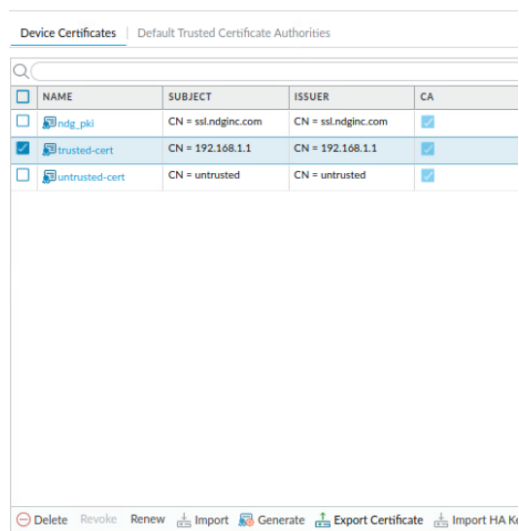 Device Certificates | Default Trusted Certificate Authorities
NAME SUBJECT ISSUER CA
ndg_pki CN = ssl.ndginc.com CN = ssl.ndginc.com
trusted-cert CN = 192.168.1.1 CN = 192.168.1.1
untrusted-cert CN = untrusted CN = untrusted
Delete Revoke Renew Import Generate Export Certificate Import HA